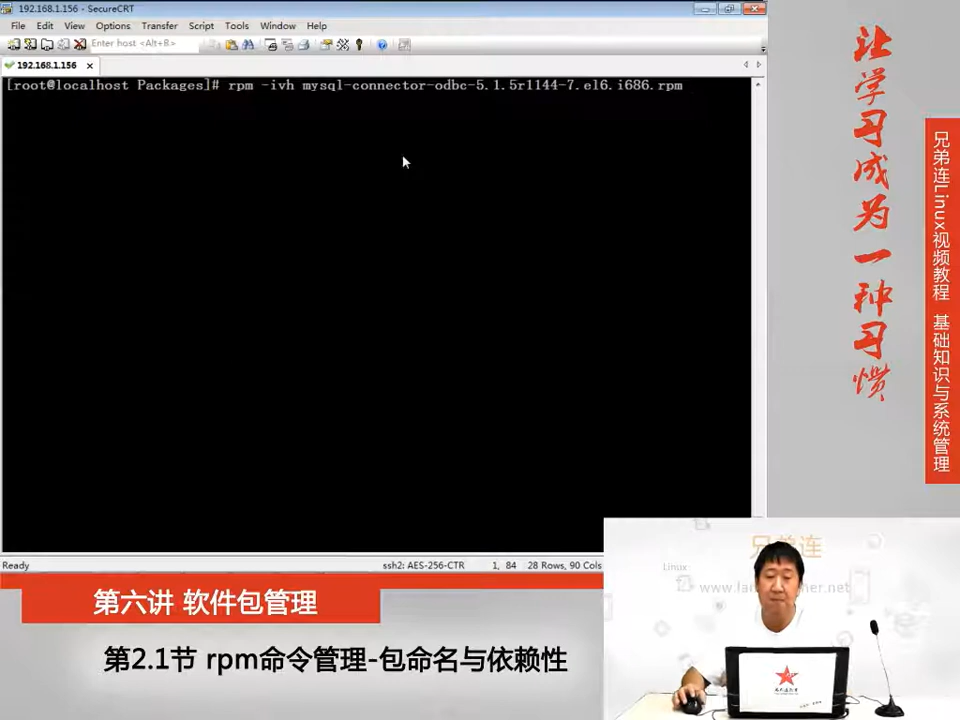 192.168.1.156 - SecureCRT
File Edit View Options Transfer Script Tools Window Help
Enter host <Alt+R>
192.168.1.156
[root@localhost Packages]# rpm -ivh mysql-connector-odbc-5.1.5r1144-7.el6.i686.rpm
Ready ssh2: AES-256-CTR 1, 84 28 Rows, 90 Cols
让学习成为一种习惯
兄弟连Linux视频教程 基础知识与系统管理
第六讲 软件包管理
第2.1节 rpm命令管理-包命名与依赖性
兄弟连
Linux